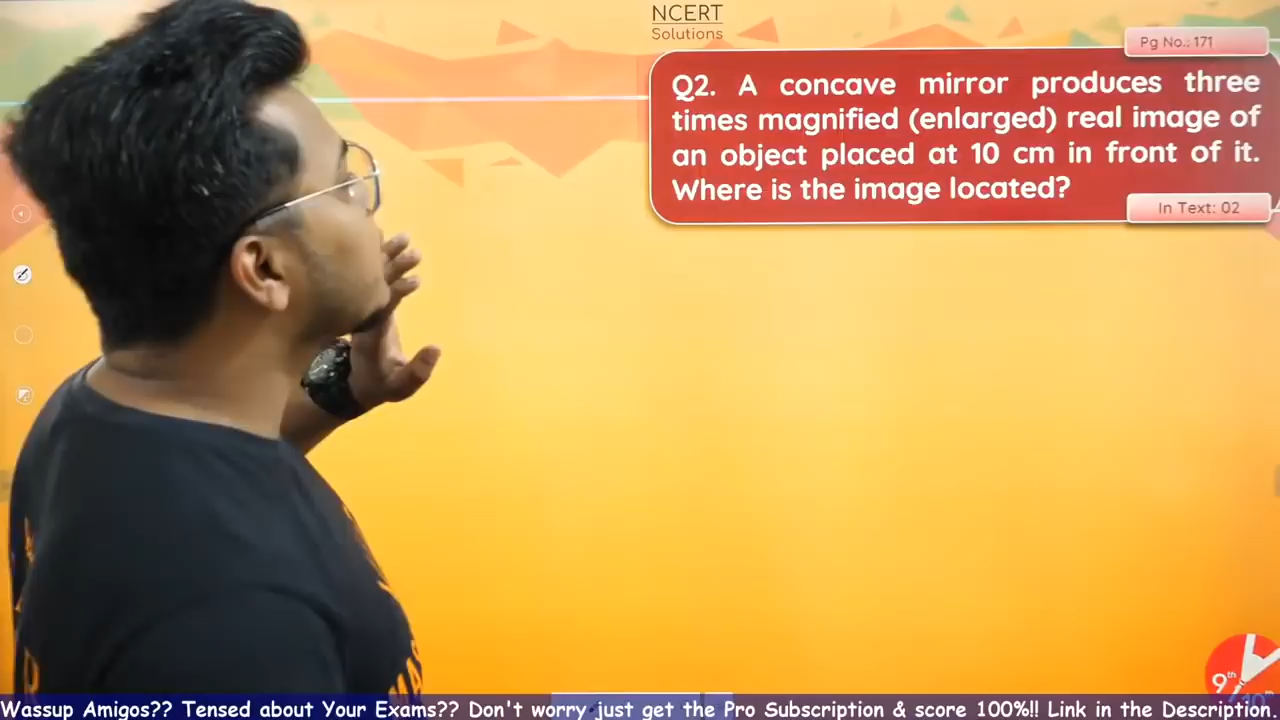 NCERT
Solutions
Pg No.: 171
Q2. A concave mirror produces three
times magnified (enlarged) real image of
an object placed at 10 cm in front of it.
Where is the image located?
In Text: 02
9th
Wassup Amigos?? Tensed about Your Exams?? Don't worry just get the Pro Subscription & score 100%!! Link in the Description